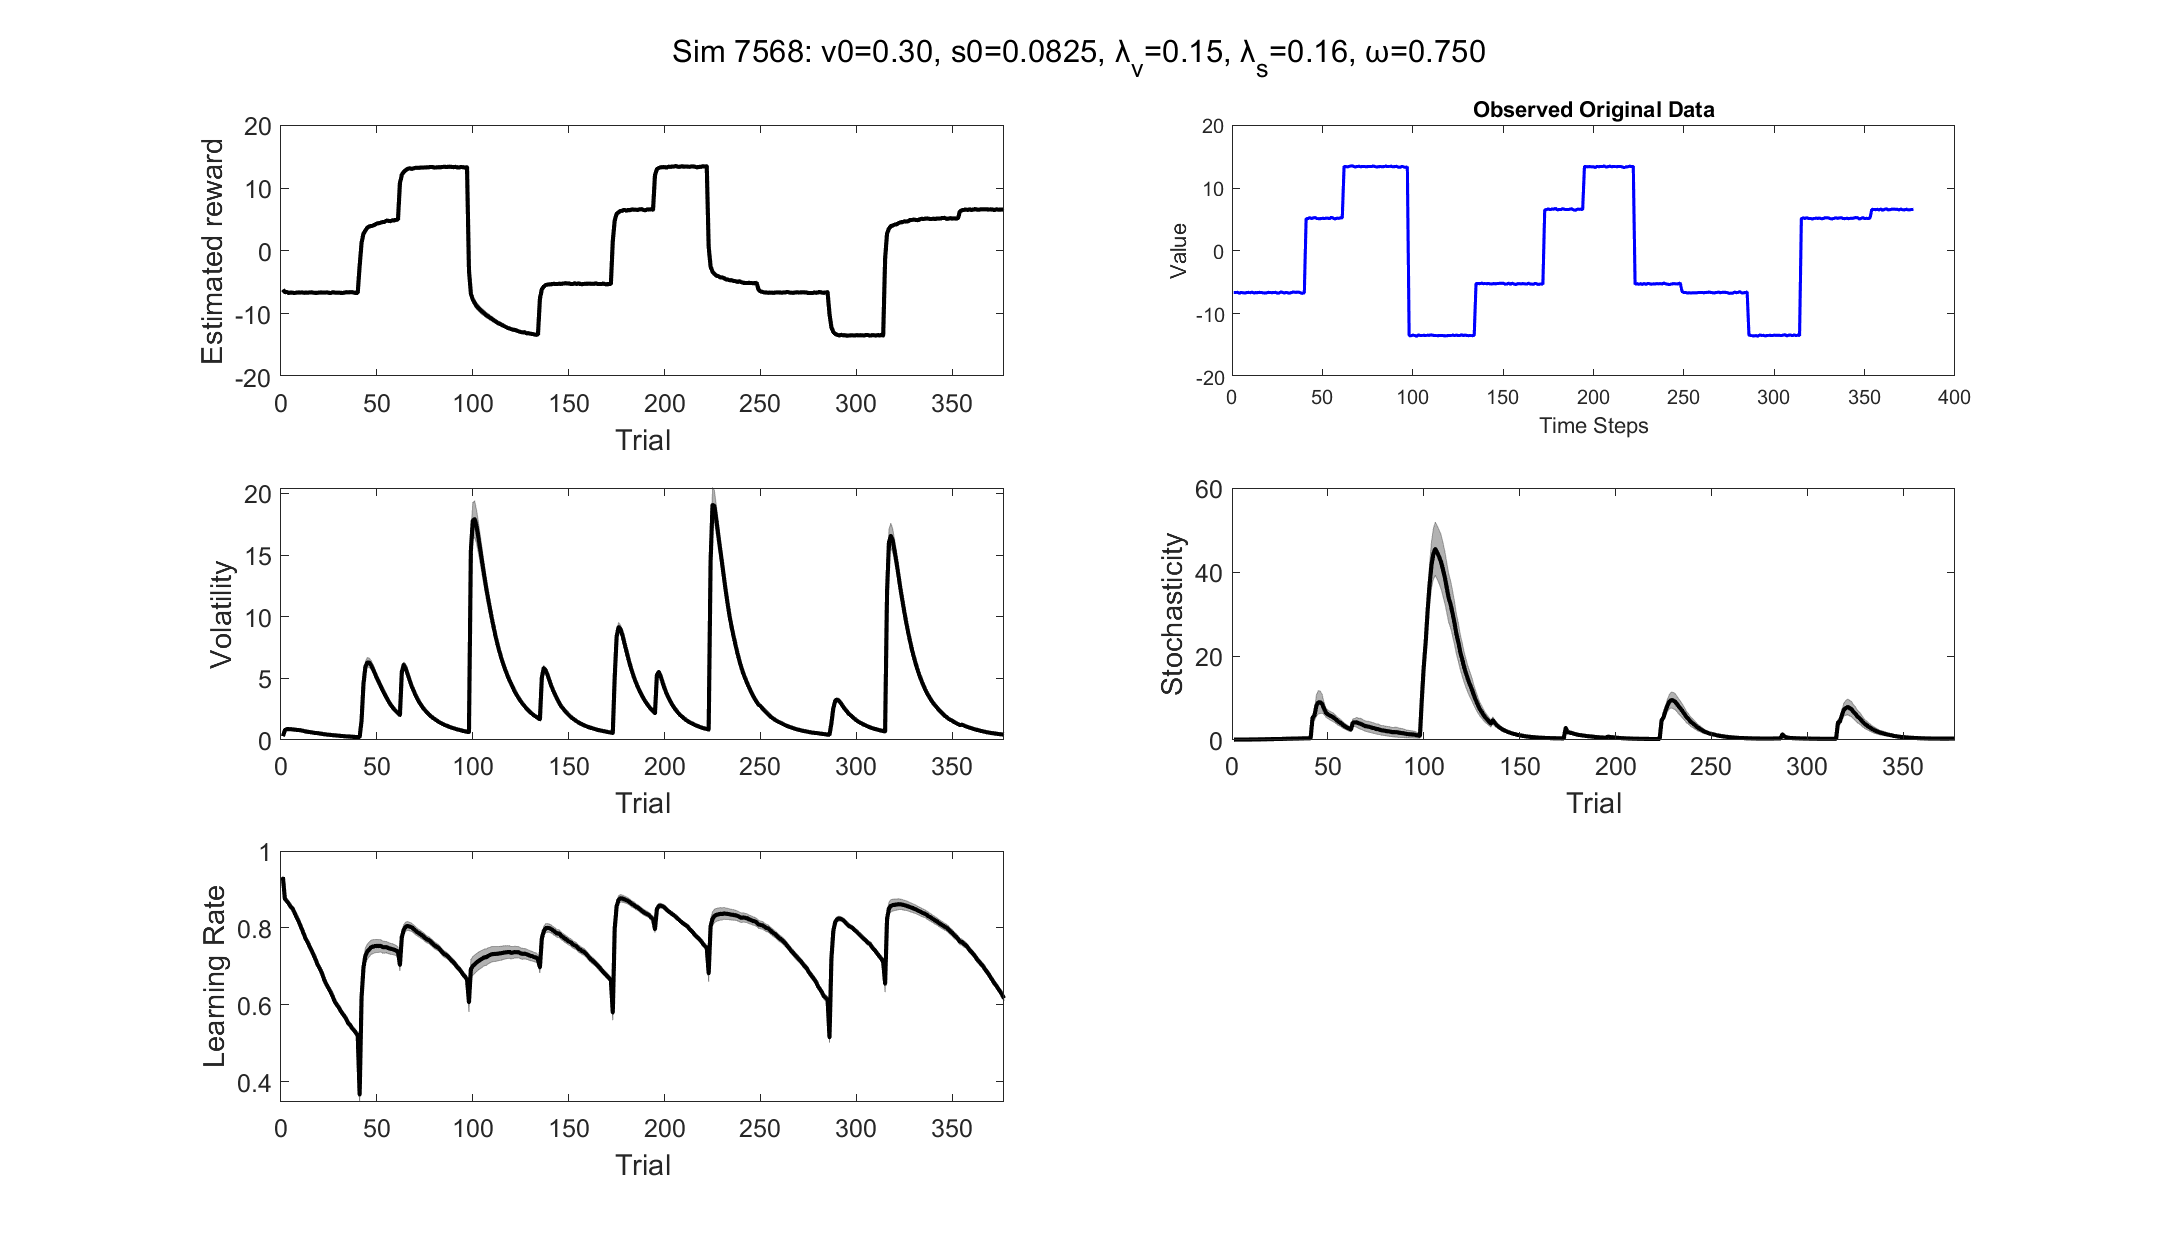 Sim 7568: v0=0.30, s0=0.0825, λ_v=0.15, λ_s=0.16, ω=0.750
Estimated reward
20
10
0
-10
-20
0 50 100 150 200 250 300 350
Trial
Observed Original Data
Value
20
10
0
-10
-20
0 50 100 150 200 250 300 350 400
Time Steps
Volatility
20
15
10
5
0
0 50 100 150 200 250 300 350
Trial
Stochasticity
60
40
20
0
0 50 100 150 200 250 300 350
Trial
Learning Rate
1
0.8
0.6
0.4
0 50 100 150 200 250 300 350
Trial